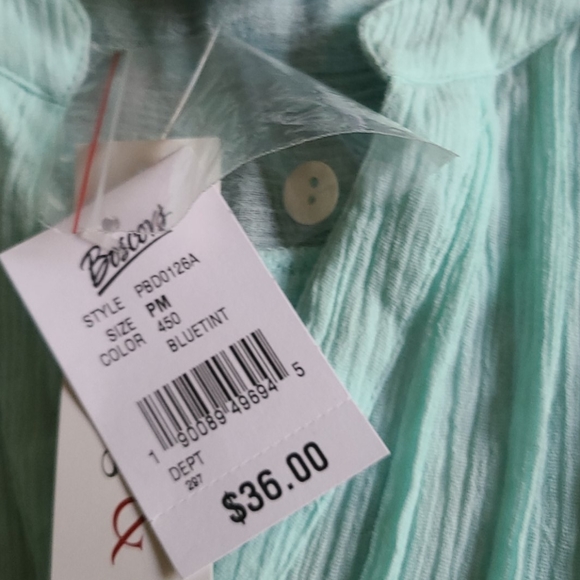 Boscov's
STYLE PBD0126A
SIZE PM
COLOR 450
BLUETINT
1 90089 49694 5
DEPT
297
$36.00